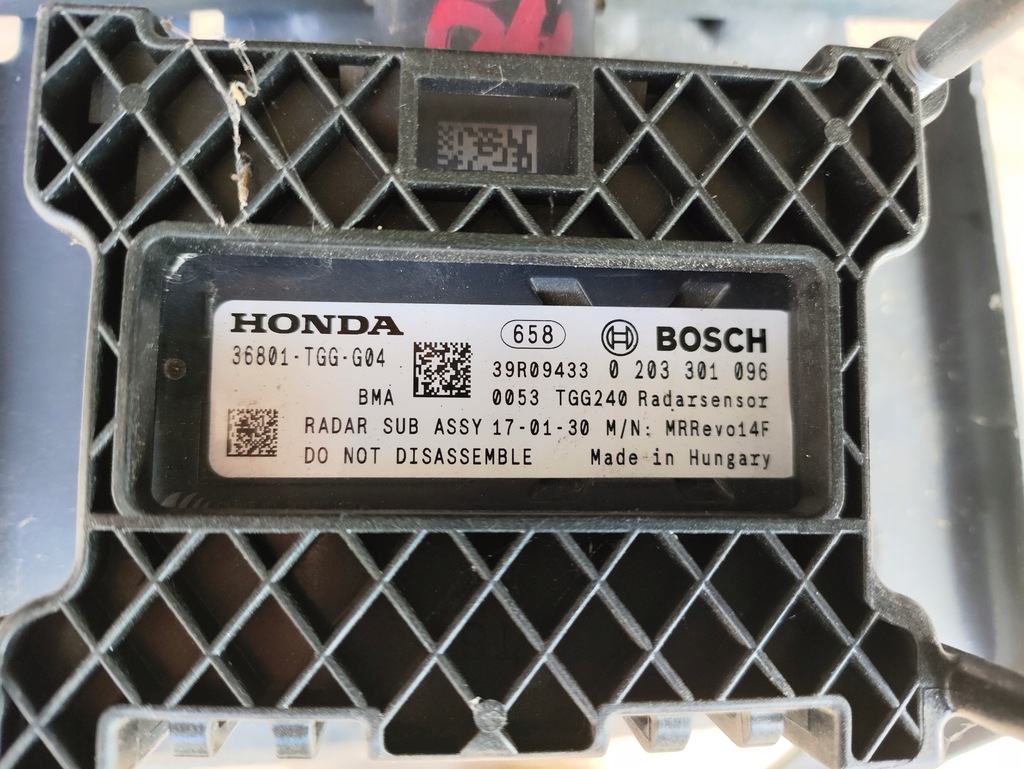 HONDA 658 BOSCH
36801-TGG-G04 39R09433 0 203 301 096
BMA 0053 TGG240 Radarsensor
RADAR SUB ASSY 17-01-30 M/N: MRRevo14F
DO NOT DISASSEMBLE Made in Hungary